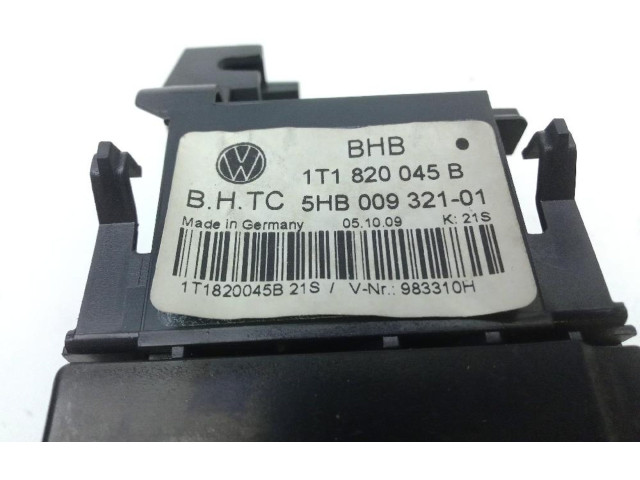 BHB
1T1 820 045 B
B.H.TC 5HB 009 321-01
Made in Germany 05.10.09 K: 21S
1T1820045B 21S / V-Nr.: 983310H